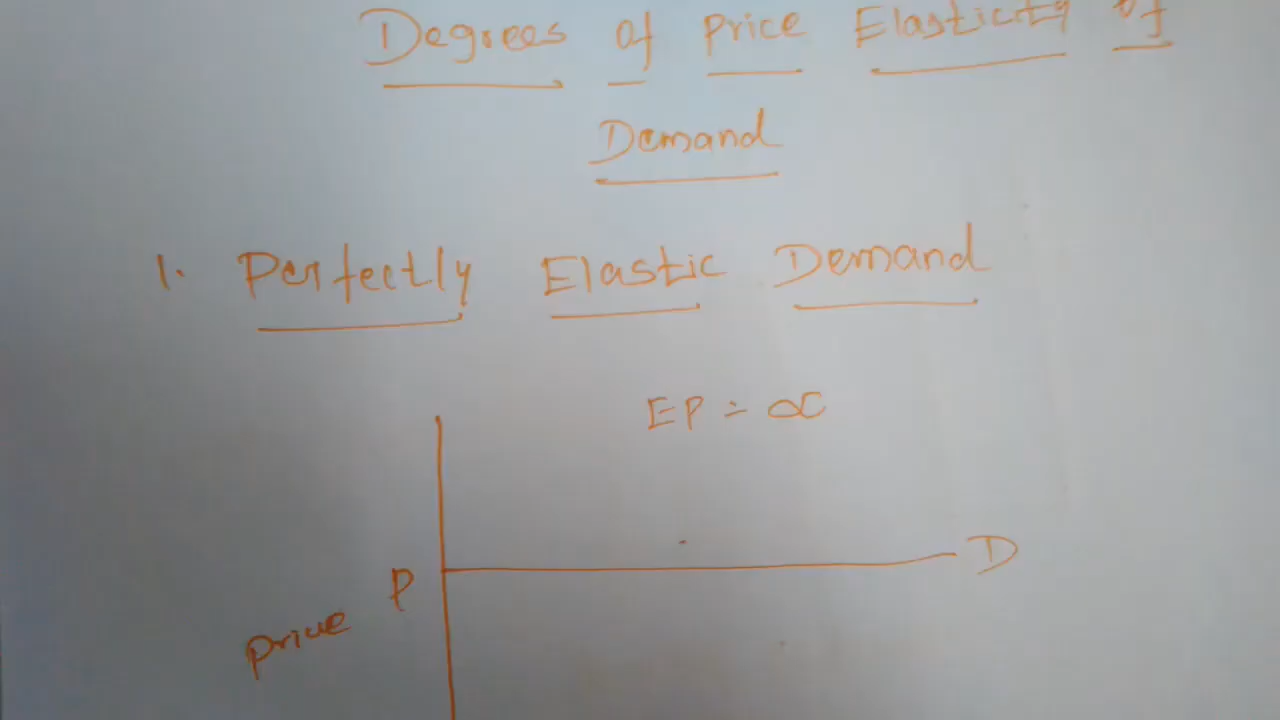 Degrees of Price Elasticity of
Demand
1. Perfectly Elastic Demand
EP = ∝
D
P
Price